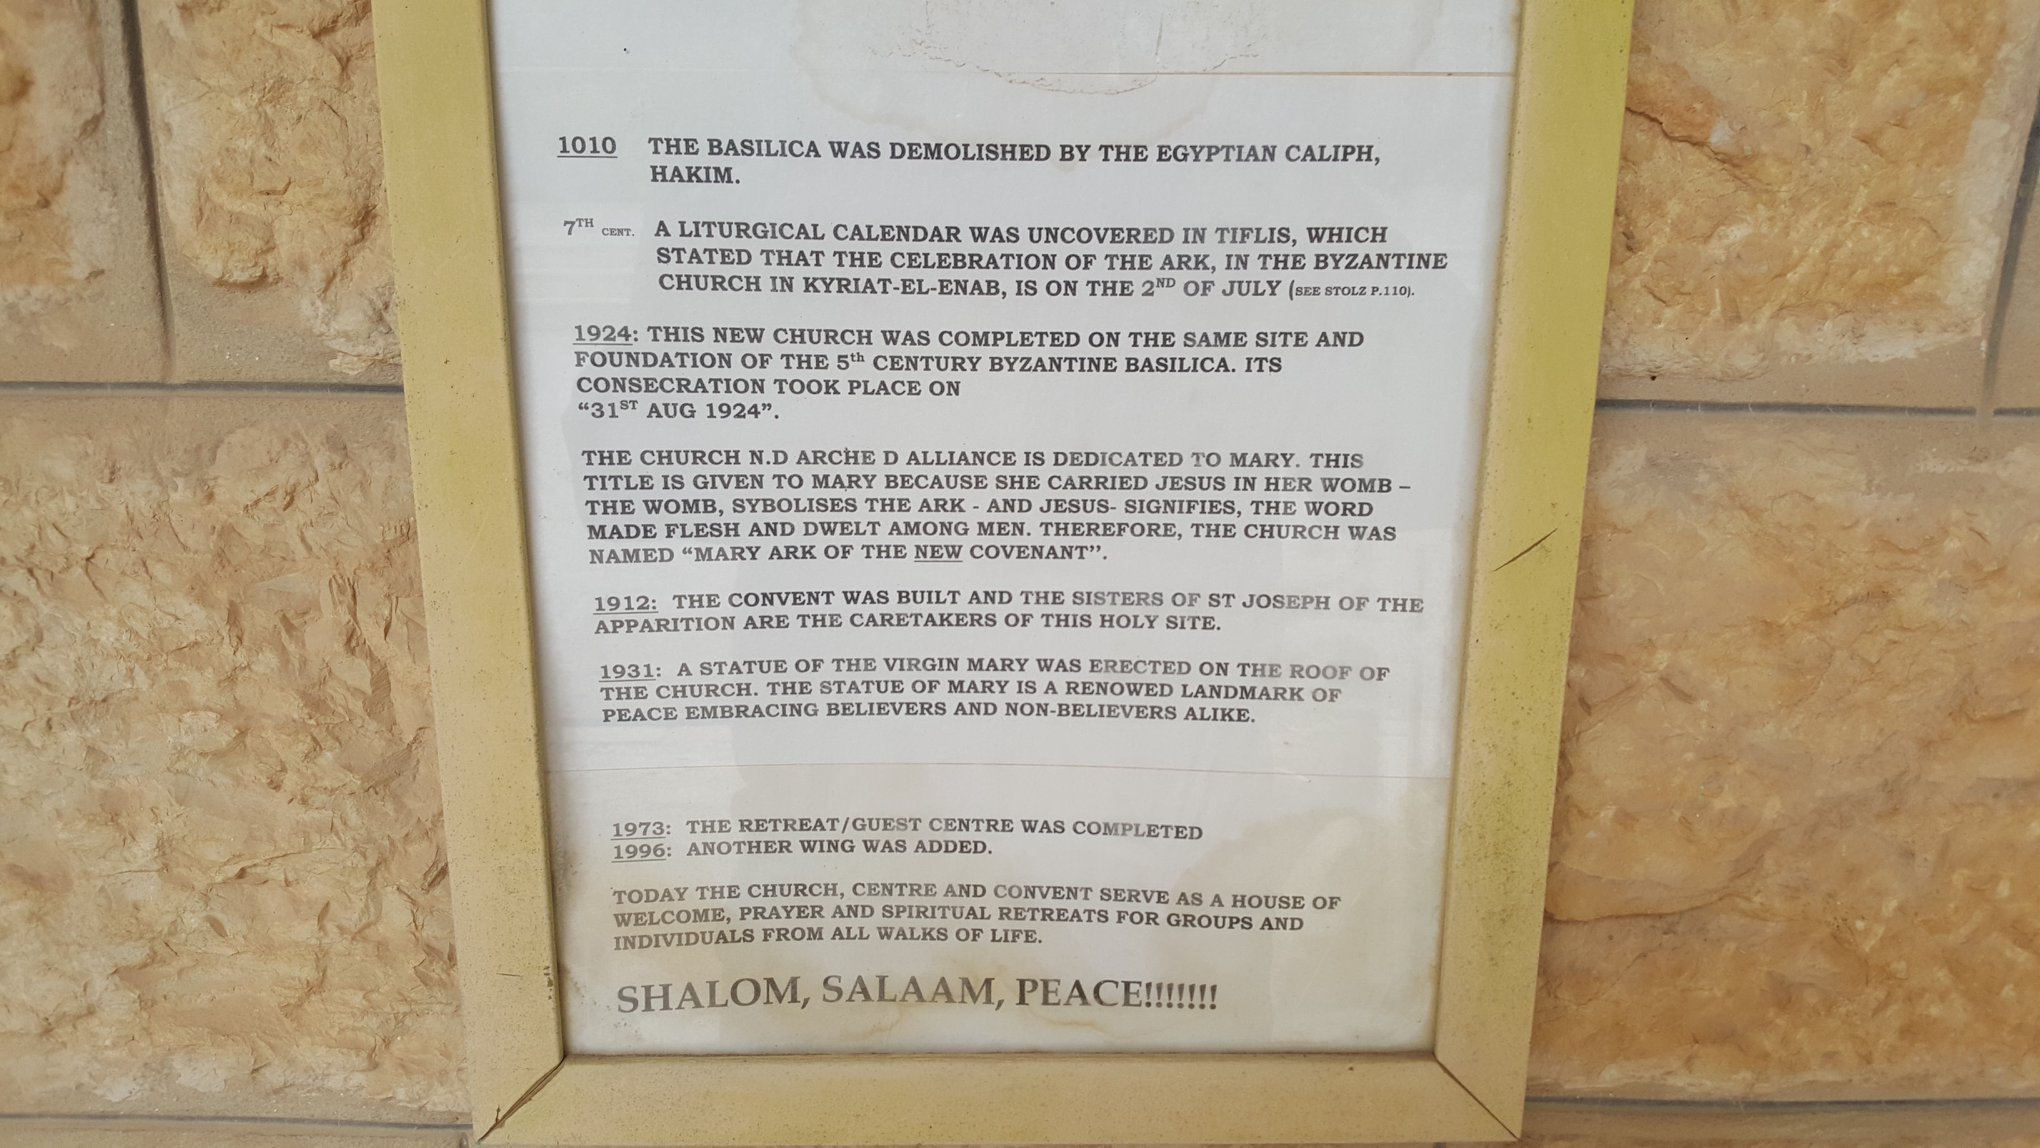 1010 THE BASILICA WAS DEMOLISHED BY THE EGYPTIAN CALIPH,
HAKIM.
7TH CENT. A LITURGICAL CALENDAR WAS UNCOVERED IN TIFLIS, WHICH
STATED THAT THE CELEBRATION OF THE ARK, IN THE BYZANTINE
CHURCH IN KYRIAT-EL-ENAB, IS ON THE 2ND OF JULY (SEE STOLZ P.110).
1924: THIS NEW CHURCH WAS COMPLETED ON THE SAME SITE AND
FOUNDATION OF THE 5th CENTURY BYZANTINE BASILICA. ITS
CONSECRATION TOOK PLACE ON
“31ST AUG 1924”.
THE CHURCH N.D ARCHE D ALLIANCE IS DEDICATED TO MARY. THIS
TITLE IS GIVEN TO MARY BECAUSE SHE CARRIED JESUS IN HER WOMB –
THE WOMB, SYBOLISES THE ARK - AND JESUS- SIGNIFIES, THE WORD
MADE FLESH AND DWELT AMONG MEN. THEREFORE, THE CHURCH WAS
NAMED “MARY ARK OF THE NEW COVENANT”.
1912: THE CONVENT WAS BUILT AND THE SISTERS OF ST JOSEPH OF THE
APPARITION ARE THE CARETAKERS OF THIS HOLY SITE.
1931: A STATUE OF THE VIRGIN MARY WAS ERECTED ON THE ROOF OF
THE CHURCH. THE STATUE OF MARY IS A RENOWED LANDMARK OF
PEACE EMBRACING BELIEVERS AND NON-BELIEVERS ALIKE.
1973: THE RETREAT/GUEST CENTRE WAS COMPLETED
1996: ANOTHER WING WAS ADDED.
TODAY THE CHURCH, CENTRE AND CONVENT SERVE AS A HOUSE OF
WELCOME, PRAYER AND SPIRITUAL RETREATS FOR GROUPS AND
INDIVIDUALS FROM ALL WALKS OF LIFE.
SHALOM, SALAAM, PEACE!!!!!!!